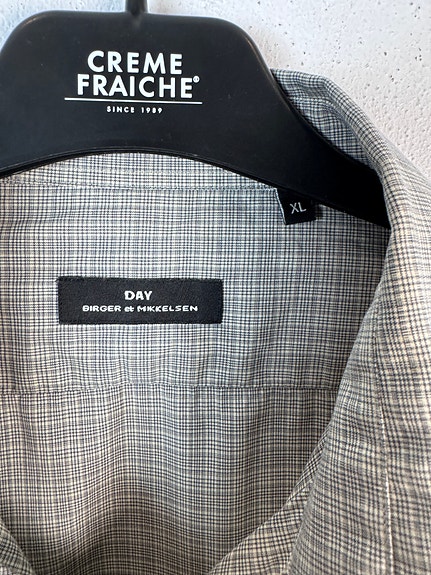 CREME
FRAICHE®
SINCE 1989
XL
DAY
BIRGER et MIKKELSEN